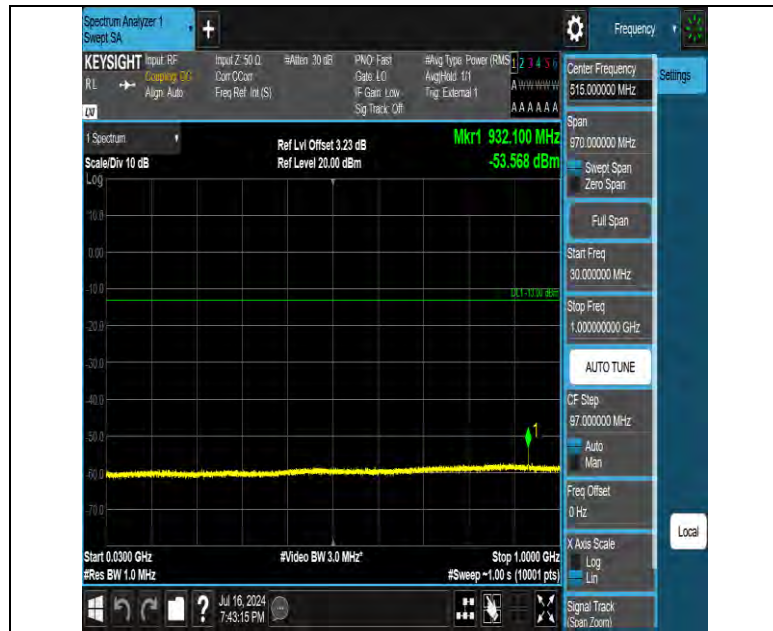 Spectrum Analyzer 1
Swept SA
+
Frequency
KEYSIGHT
Input: RF
Coupling: DC
Align: Auto
Input Z: 50 Ω
Corr CCorr
Freq Ref: Int (S)
#Atten: 30 dB
PNO: Fast
Gate: LO
IF Gain: Low
Sig Track: Off
#Avg Type: Power (RMS
Avg|Hold: 1/1
Trig: External 1
1 2 3 4 5 6
A W W W W W
A A A A A A
RL
LXI
1 Spectrum
Scale/Div 10 dB
Log
Ref Lvl Offset 3.23 dB
Ref Level 20.00 dBm
Mkr1 932.100 MHz
-53.568 dBm
10.0
0.00
-10.0
DL1 -13.00 dBm
-20.0
-30.0
-40.0
-50.0
1
-60.0
-70.0
Start 0.0300 GHz
#Res BW 1.0 MHz
#Video BW 3.0 MHz*
Stop 1.0000 GHz
#Sweep ~1.00 s (10001 pts)
?
Jul 16, 2024
7:43:15 PM
Center Frequency
515.000000 MHz
Settings
Span
970.000000 MHz
Swept Span
Zero Span
Full Span
Start Freq
30.000000 MHz
Stop Freq
1.000000000 GHz
AUTO TUNE
CF Step
97.000000 MHz
Auto
Man
Freq Offset
0 Hz
X Axis Scale
Log
Lin
Local
Signal Track
(Span Zoom)